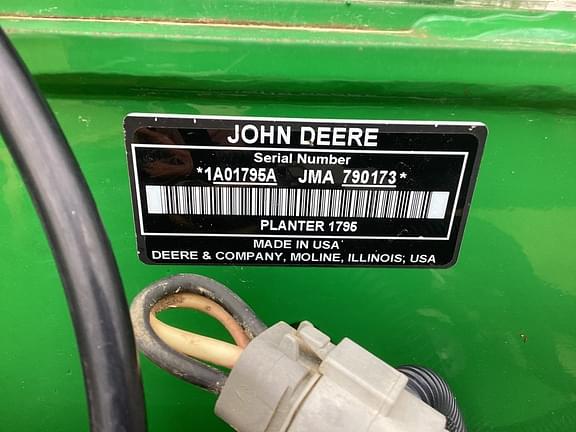 JOHN DEERE
Serial Number
*1A01795A JMA 790173*
PLANTER 1795
MADE IN USA
DEERE & COMPANY, MOLINE, ILLINOIS, USA